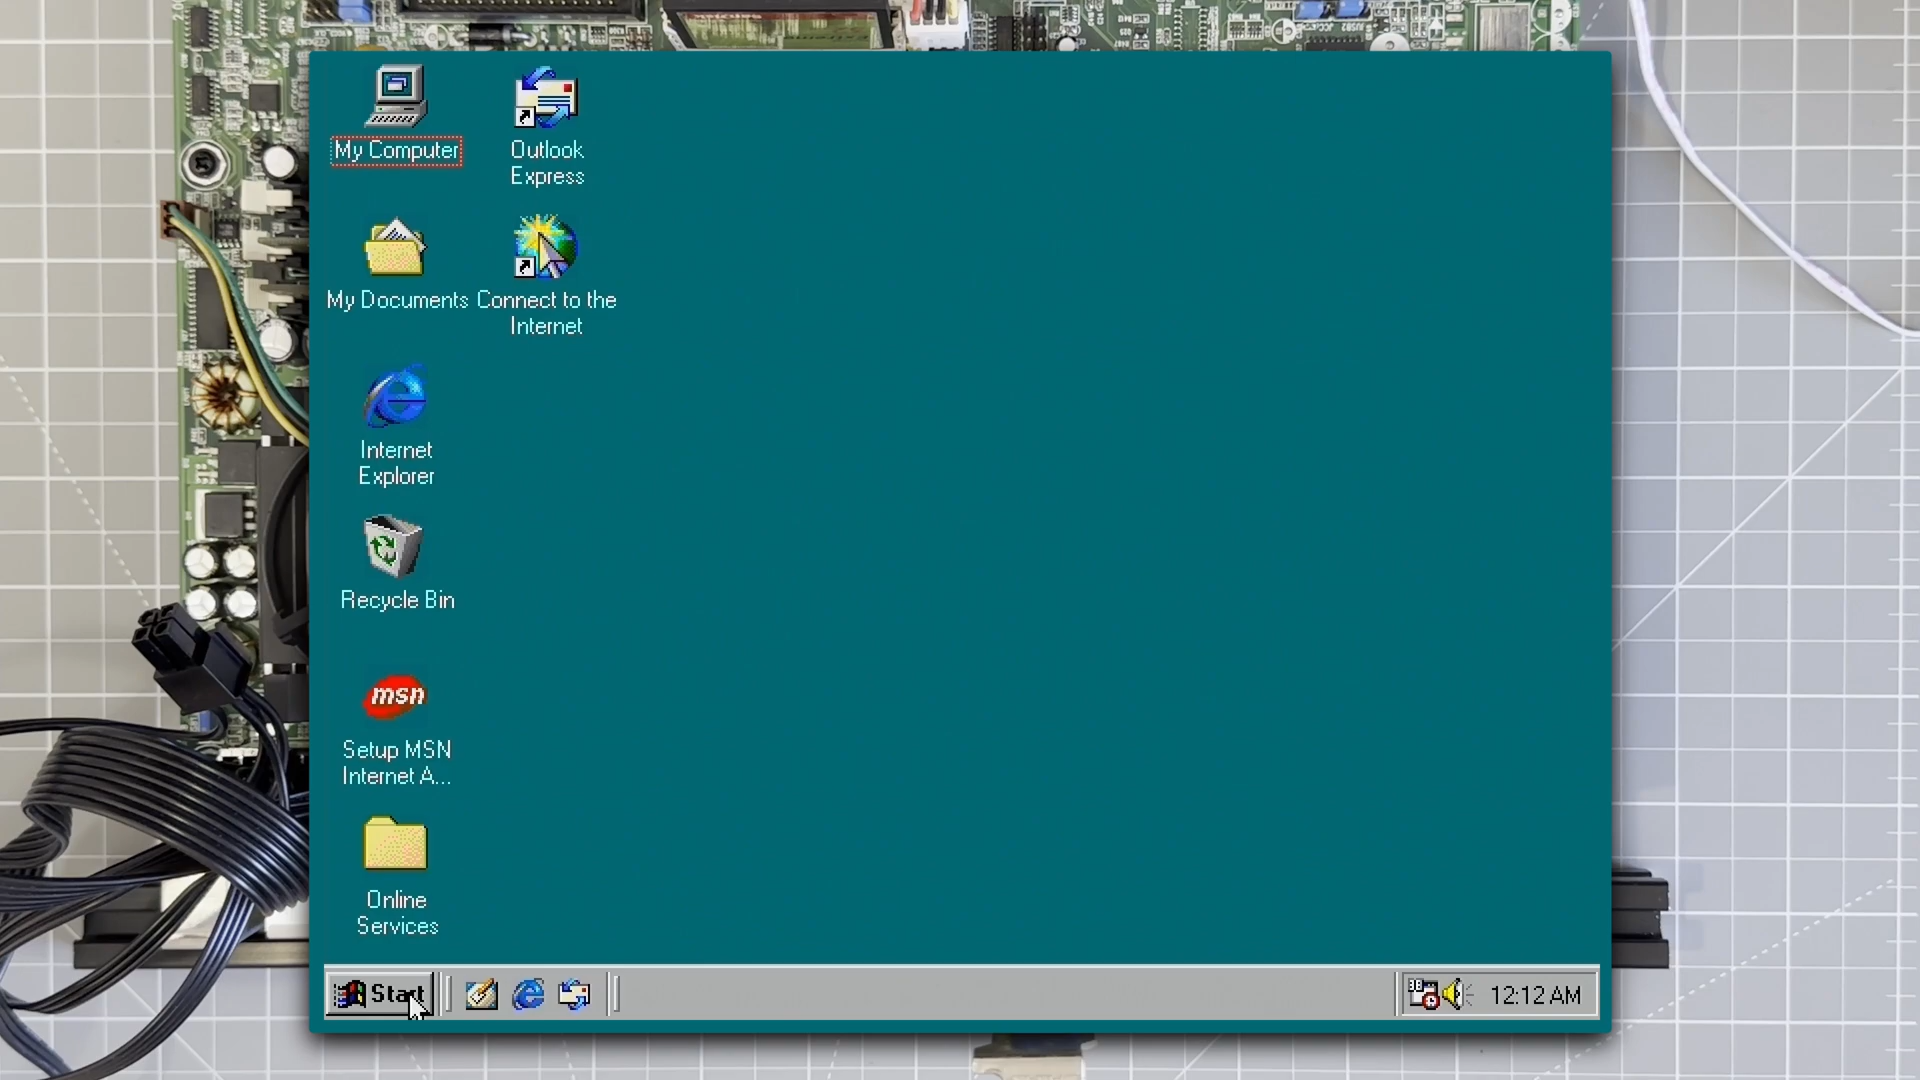 My Computer
Outlook
Express
My Documents
Connect to the
Internet
Internet
Explorer
Recycle Bin
msn
Setup MSN
Internet A...
Online
Services
Start
12:12 AM